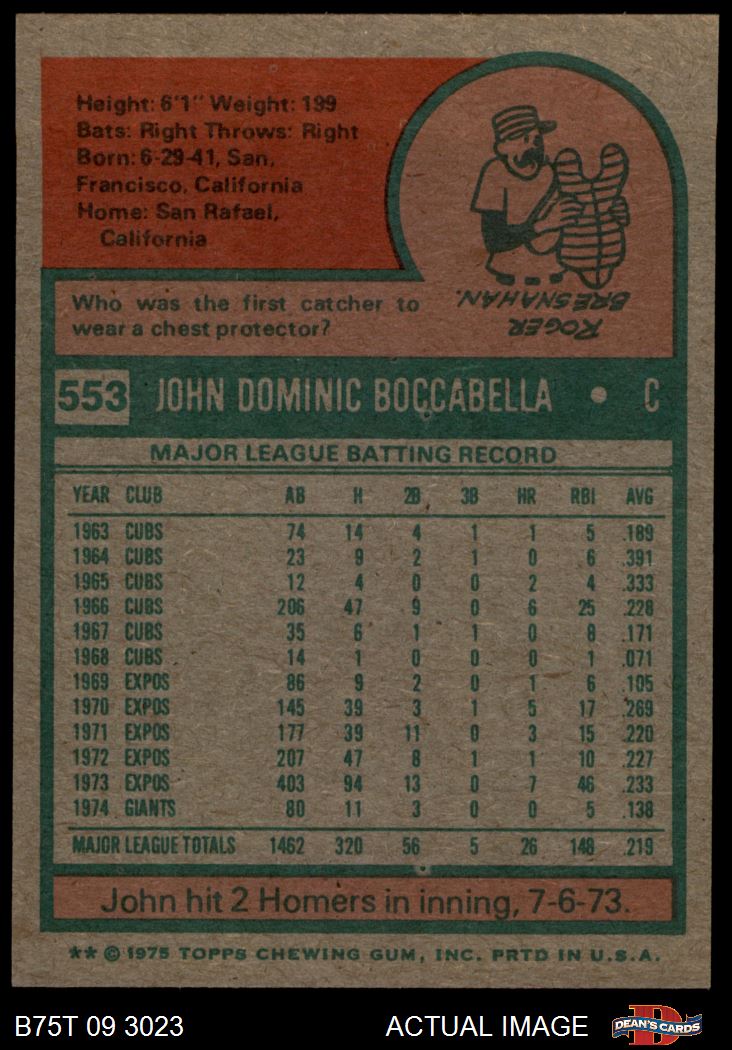 Height: 6'1" Weight: 199
Bats: Right Throws: Right
Born: 6-29-41, San,
Francisco, California
Home: San Rafael,
California
Who was the first catcher to
wear a chest protector?
ROGER
BRESNAHAN.
553 JOHN DOMINIC BOCCABELLA • C
MAJOR LEAGUE BATTING RECORD
YEAR CLUB AB H 2B 3B HR RBI AVG
1963 CUBS 74 14 4 1 1 5 .189
1964 CUBS 23 9 2 1 0 6 .391
1965 CUBS 12 4 0 0 2 4 .333
1966 CUBS 206 47 9 0 6 25 .228
1967 CUBS 35 6 1 1 0 8 .171
1968 CUBS 14 1 0 0 0 1 .071
1969 EXPOS 86 9 2 0 1 6 .105
1970 EXPOS 145 39 3 1 5 17 .269
1971 EXPOS 177 39 11 0 3 15 .220
1972 EXPOS 207 47 8 1 1 10 .227
1973 EXPOS 403 94 13 0 7 46 .233
1974 GIANTS 80 11 3 0 0 5 .138
MAJOR LEAGUE TOTALS 1462 320 56 5 26 148 .219
John hit 2 Homers in inning, 7-6-73.
** © 1975 TOPPS CHEWING GUM, INC. PRTD IN U.S.A.
B75T 09 3023 ACTUAL IMAGE D DEAN'S CARDS